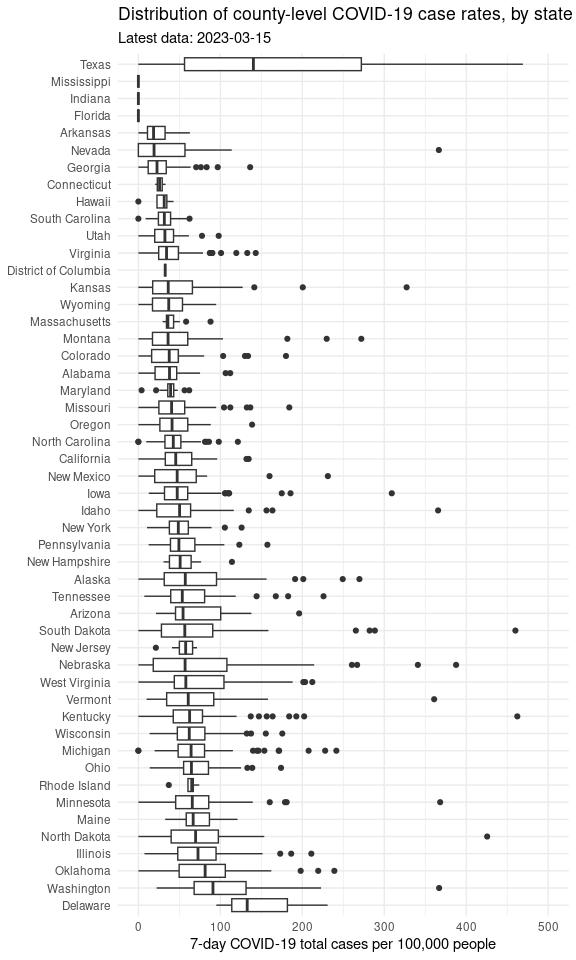 Distribution of county-level COVID-19 case rates, by state
Latest data: 2023-03-15
Texas
Mississippi
Indiana
Florida
Arkansas
Nevada
Georgia
Connecticut
Hawaii
South Carolina
Utah
Virginia
District of Columbia
Kansas
Wyoming
Massachusetts
Montana
Colorado
Alabama
Maryland
Missouri
Oregon
North Carolina
California
New Mexico
Iowa
Idaho
New York
Pennsylvania
New Hampshire
Alaska
Tennessee
Arizona
South Dakota
New Jersey
Nebraska
West Virginia
Vermont
Kentucky
Wisconsin
Michigan
Ohio
Rhode Island
Minnesota
Maine
North Dakota
Illinois
Oklahoma
Washington
Delaware
0 100 200 300 400 500
7-day COVID-19 total cases per 100,000 people